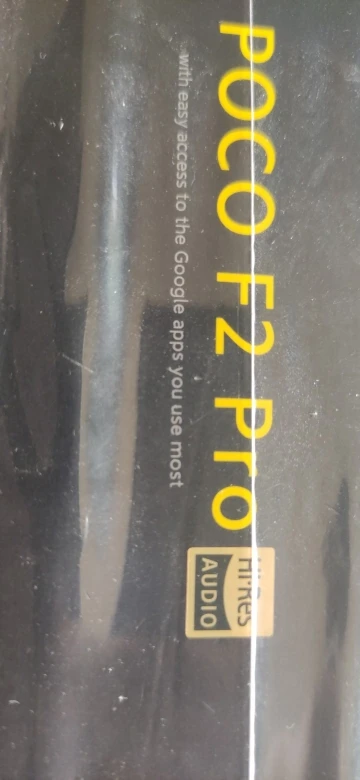 POCO F2 Pro
Hi-Res
AUDIO
with easy access to the Google apps you use most